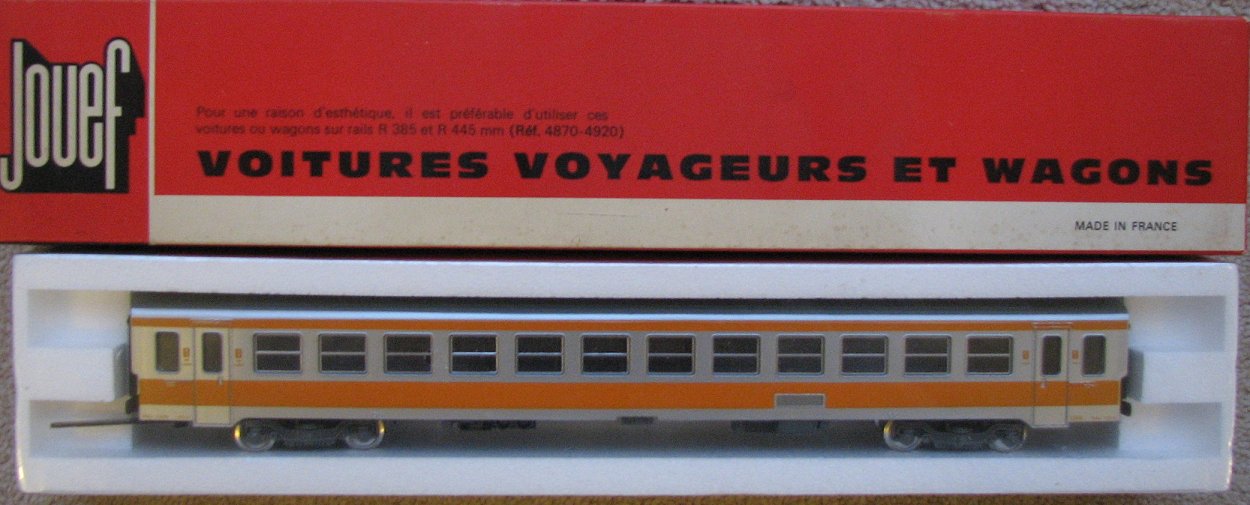 Jouef
Pour une raison d'esthétique, il est préférable d'utiliser ces
voitures ou wagons sur rails R 385 et R 445 mm (Réf. 4870-4920)
VOITURES VOYAGEURS ET WAGONS
MADE IN FRANCE